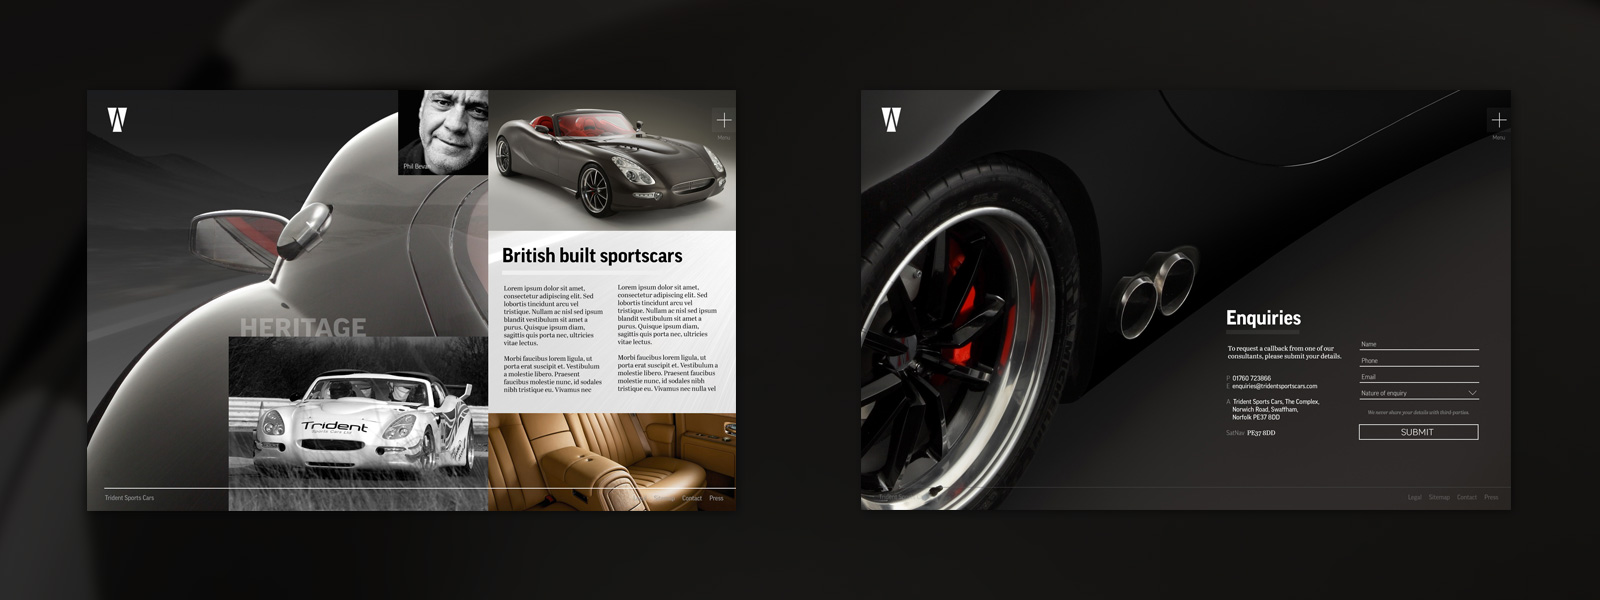 Phil Bevan
Menu
British built sportscars
Lorem ipsum dolor sit amet,
consectetur adipiscing elit. Sed
lobortis tincidunt arcu vel
tristique. Nullam ac nisl sed ipsum
blandit vestibulum sit amet a
purus. Quisque ipsum diam,
sagittis quis porta nec, ultricies
vitae lectus.
Morbi faucibus lorem ligula, ut
porta erat suscipit et. Vestibulum
a molestie libero. Praesent
faucibus molestie nunc, id sodales
nibh tristique eu. Vivamus nec
Lorem ipsum dolor sit amet,
consectetur adipiscing elit. Sed
lobortis tincidunt arcu vel
tristique. Nullam ac nisl sed ipsum
blandit vestibulum sit amet a
purus. Quisque ipsum diam,
sagittis quis porta nec, ultricies
vitae lectus.
Morbi faucibus lorem ligula, ut
porta erat suscipit et. Vestibulum
a molestie libero. Praesent
faucibus molestie nunc, id sodales
nibh tristique eu. Vivamus nec nulla vel
HERITAGE
Trident
Sports Cars Ltd
Trident Sports Cars
Sitemap Contact Press
Menu
Enquiries
To request a callback from one of our
consultants, please submit your details.
P 01760 723866
E enquiries@tridentsportscars.com
A Trident Sports Cars, The Complex,
Norwich Road, Swaffham,
Norfolk PE37 8DD
SatNav PE37 8DD
Name
Phone
Email
Nature of enquiry
We never share your details with third-parties.
SUBMIT
Trident Sports Cars
Legal Sitemap Contact Press